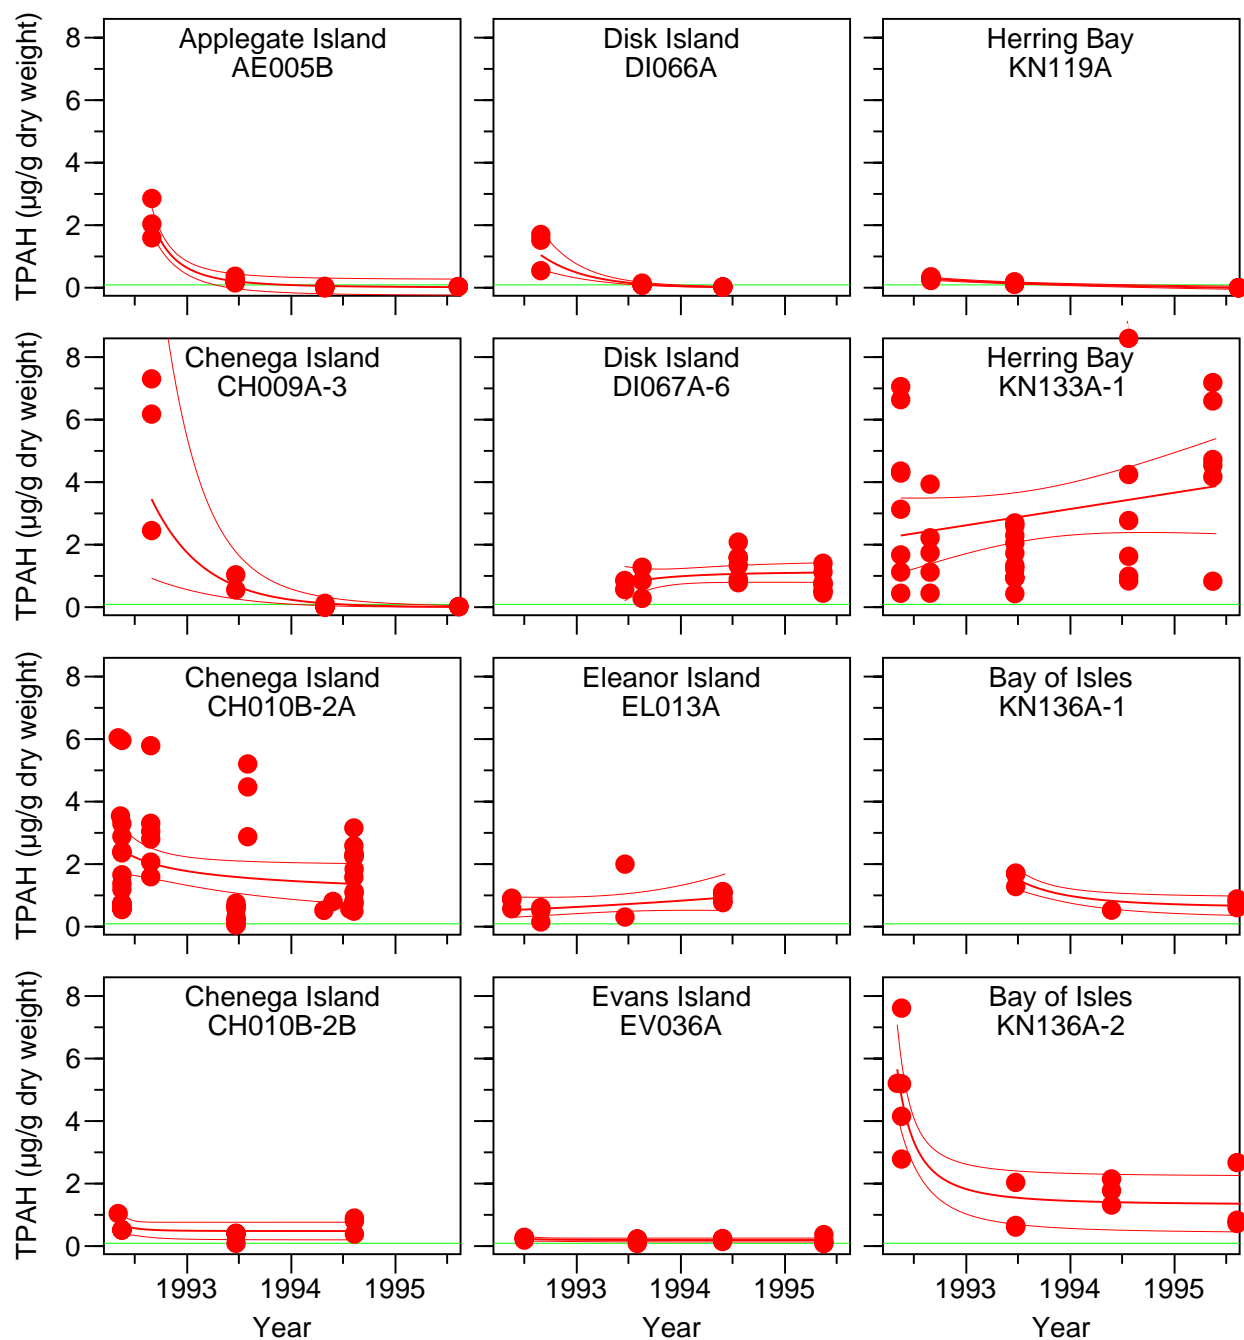 TPAH (µg/g dry weight)
8
6
4
2
0
Applegate Island
AE005B
Disk Island
DI066A
Herring Bay
KN119A
TPAH (µg/g dry weight)
8
6
4
2
0
Chenega Island
CH009A-3
Disk Island
DI067A-6
Herring Bay
KN133A-1
TPAH (µg/g dry weight)
8
6
4
2
0
Chenega Island
CH010B-2A
Eleanor Island
EL013A
Bay of Isles
KN136A-1
TPAH (µg/g dry weight)
8
6
4
2
0
Chenega Island
CH010B-2B
Evans Island
EV036A
Bay of Isles
KN136A-2
1993 1994 1995
1993 1994 1995
1993 1994 1995
Year
Year
Year